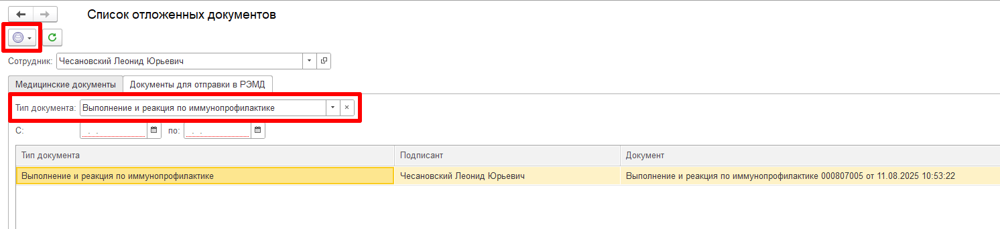 Список отложенных документов
Сотрудник: Чесановский Леонид Юрьевич
Медицинские документы Документы для отправки в РЭМД
Тип документа: Выполнение и реакция по иммунопрофилактике
С: . . по: . .
Тип документа Подписант Документ
Выполнение и реакция по иммунопрофилактике Чесановский Леонид Юрьевич Выполнение и реакция по иммунопрофилактике 000807005 от 11.08.2025 10:53:22